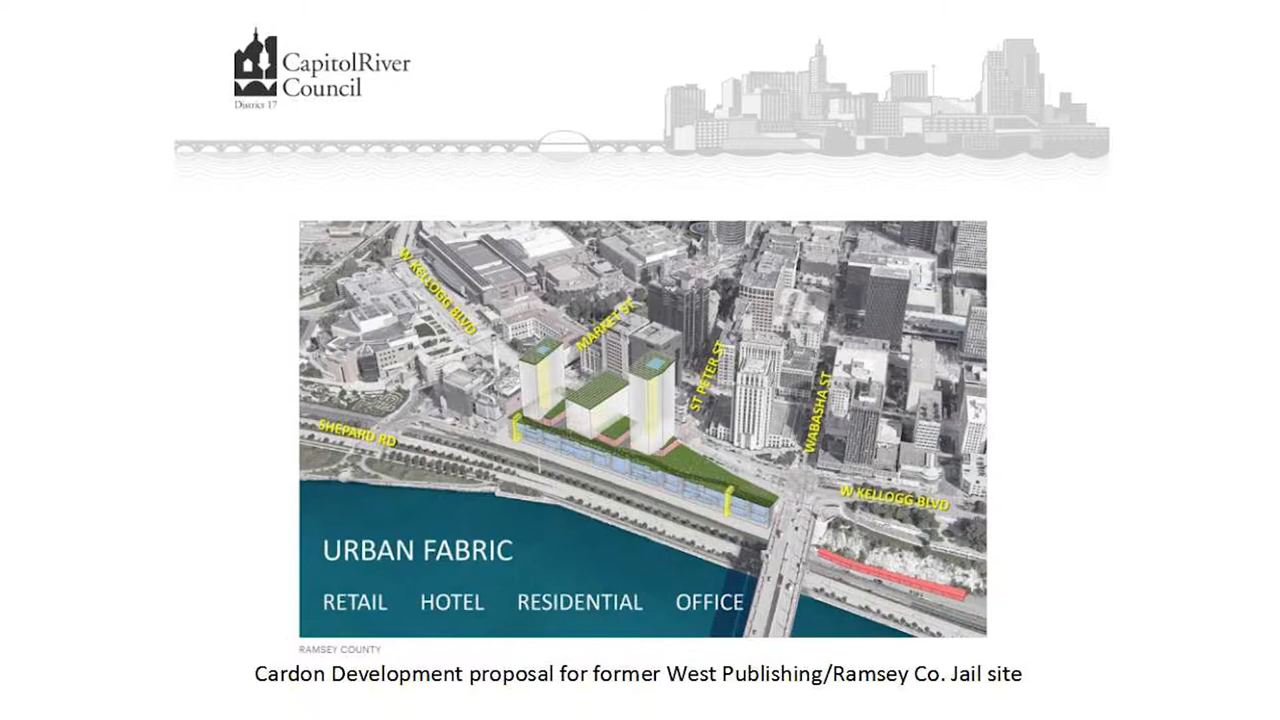 CapitolRiver
Council
District 17
W KELLOGG BLVD
MARKET ST
ST PETER ST
WABASHA ST
SHEPARD RD
W KELLOGG BLVD
URBAN FABRIC
RETAIL HOTEL RESIDENTIAL OFFICE
RAMSEY COUNTY
Cardon Development proposal for former West Publishing/Ramsey Co. Jail site